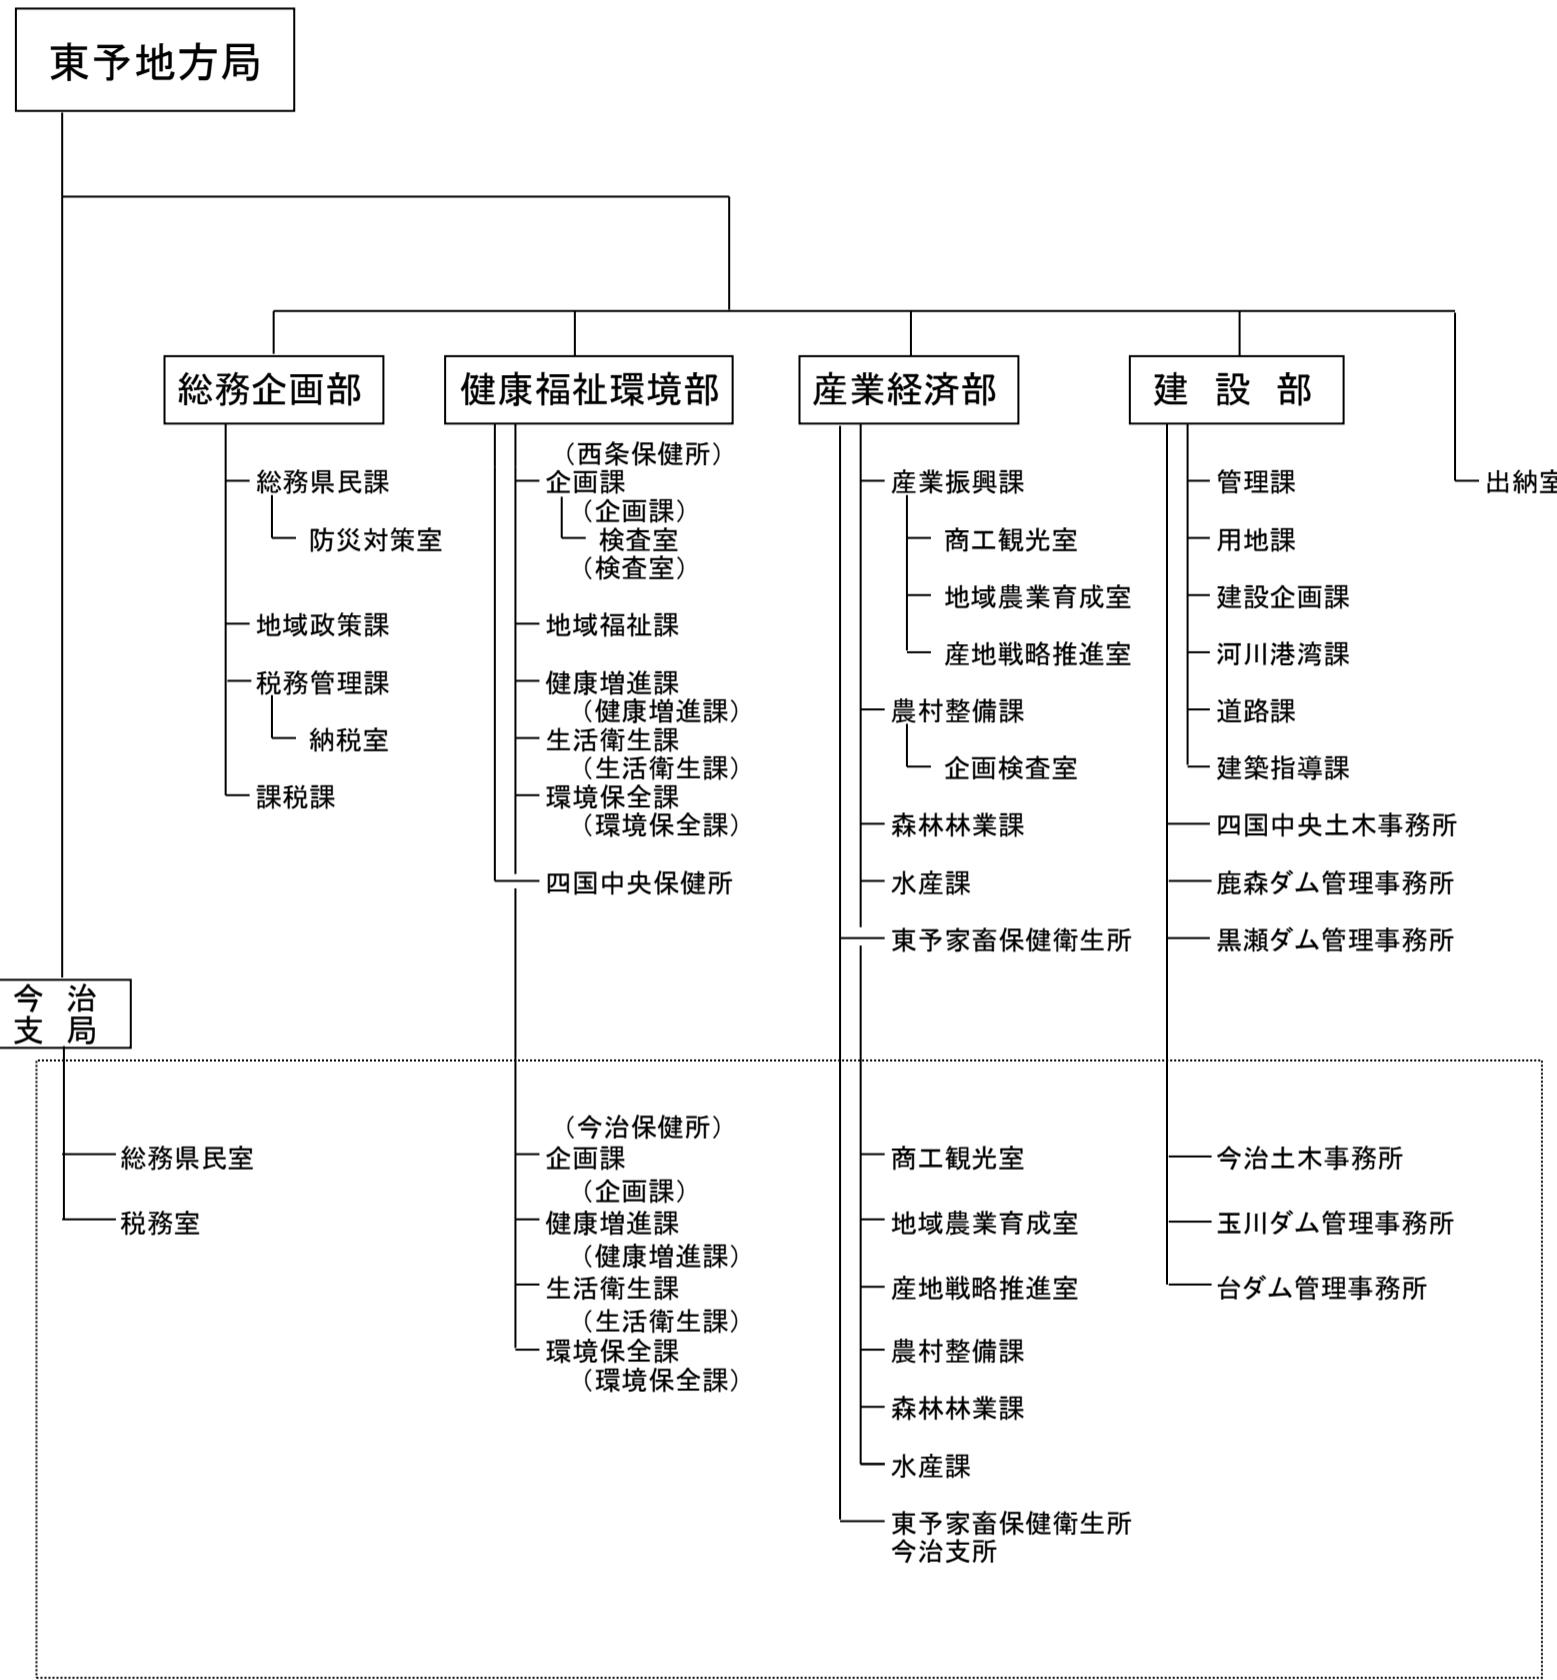 東予地方局
総務企画部
総務県民課
防災対策室
地域政策課
税務管理課
納税室
課税課
健康福祉環境部
（西条保健所）
企画課
（企画課）
検査室
（検査室）
地域福祉課
健康増進課
（健康増進課）
生活衛生課
（生活衛生課）
環境保全課
（環境保全課）
四国中央保健所
産業経済部
産業振興課
商工観光室
地域農業育成室
産地戦略推進室
農村整備課
企画検査室
森林林業課
水産課
東予家畜保健衛生所
建設部
管理課
用地課
建設企画課
河川港湾課
道路課
建築指導課
四国中央土木事務所
鹿森ダム管理事務所
黒瀬ダム管理事務所
出納室
今治
支局
総務県民室
税務室
（今治保健所）
企画課
（企画課）
健康増進課
（健康増進課）
生活衛生課
（生活衛生課）
環境保全課
（環境保全課）
商工観光室
地域農業育成室
産地戦略推進室
農村整備課
森林林業課
水産課
東予家畜保健衛生所
今治支所
今治土木事務所
玉川ダム管理事務所
台ダム管理事務所